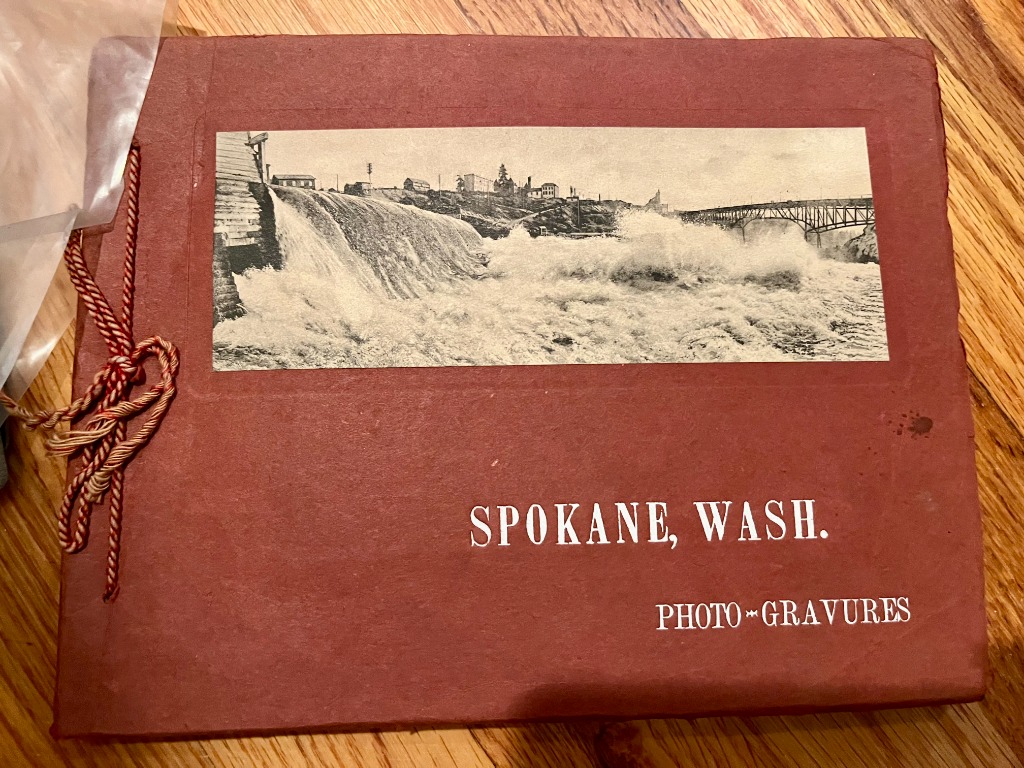 SPOKANE, WASH.
PHOTO-GRAVURES